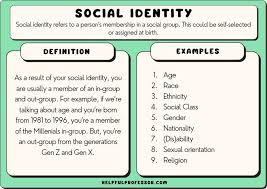 SOCIAL IDENTITY
Social identity refers to a person's membership in a social group. This could be self-selected
or assigned at birth.
DEFINITION
As a result of your social identity, you
are usually a member of an in-group
and out-group. For example, if we're
talking about age and you're born
from 1981 to 1996, you're a member
of the Millenials in-group. But, you're
an out-group from the generations
Gen Z and Gen X.
EXAMPLES
1. Age
2. Race
3. Ethnicity
4. Social Class
5. Gender
6. Nationality
7. (Dis)ability
8. Sexual orientation
9. Religion
HELPFULPROFESSOR.COM